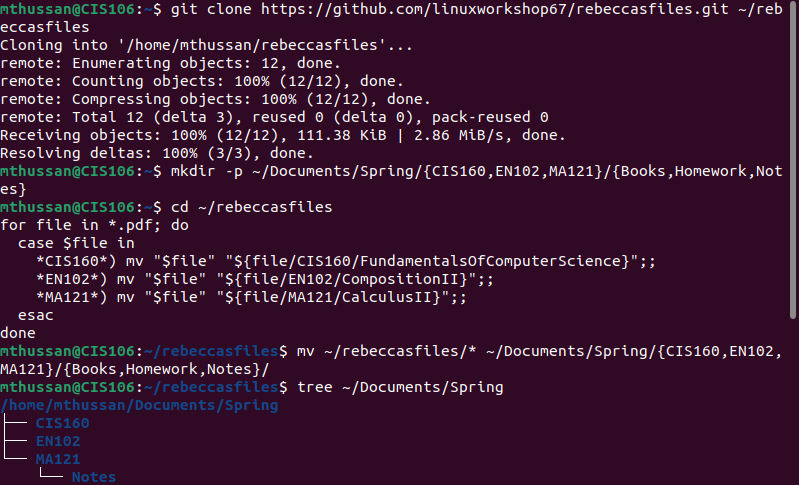 mthussan@CIS106:~$ git clone https://github.com/linuxworkshop67/rebeccasfiles.git ~/reb
eccasfiles
Cloning into '/home/mthussan/rebeccasfiles'...
remote: Enumerating objects: 12, done.
remote: Counting objects: 100% (12/12), done.
remote: Compressing objects: 100% (12/12), done.
remote: Total 12 (delta 3), reused 0 (delta 0), pack-reused 0
Receiving objects: 100% (12/12), 111.38 KiB | 2.86 MiB/s, done.
Resolving deltas: 100% (3/3), done.
mthussan@CIS106:~$ mkdir -p ~/Documents/Spring/{CIS160,EN102,MA121}/{Books,Homework,Not
es}
mthussan@CIS106:~$ cd ~/rebeccasfiles
for file in *.pdf; do
  case $file in
    *CIS160*) mv "$file" "${file/CIS160/FundamentalsOfComputerScience}";;
    *EN102*) mv "$file" "${file/EN102/CompositionII}";;
    *MA121*) mv "$file" "${file/MA121/CalculusII}";;
  esac
done
mthussan@CIS106:~/rebeccasfiles$ mv ~/rebeccasfiles/* ~/Documents/Spring/{CIS160,EN102,
MA121}/{Books,Homework,Notes}/
mthussan@CIS106:~/rebeccasfiles$ tree ~/Documents/Spring
/home/mthussan/Documents/Spring
├── CIS160
├── EN102
└── MA121
    └── Notes